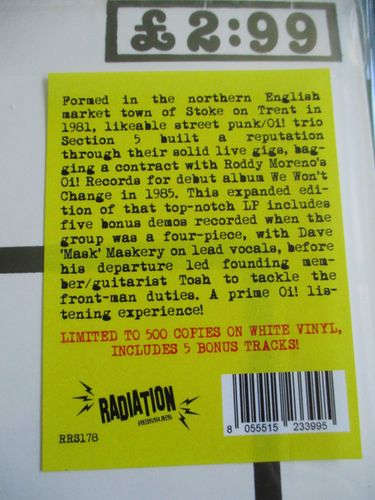 £2:99
Formed in the northern English
market town of Stoke on Trent in
1981, likeable street punk/Oi! trio
Section 5 built a reputation
through their solid live gigs, bag-
ging a contract with Roddy Moreno's
Oi! Records for debut album We Won't
Change in 1985. This expanded edi-
tion of that top-notch LP includes
five bonus demos recorded when the
group was a four-piece, with Dave
'Mask' Maskery on lead vocals, before
his departure led founding mem-
ber/guitarist Tosh to tackle the
front-man duties. A prime Oi! lis-
tening experience!
LIMITED TO 500 COPIES ON WHITE VINYL,
INCLUDES 5 BONUS TRACKS!
RADIATION
REISSUES
RRS178
8 055515 233995